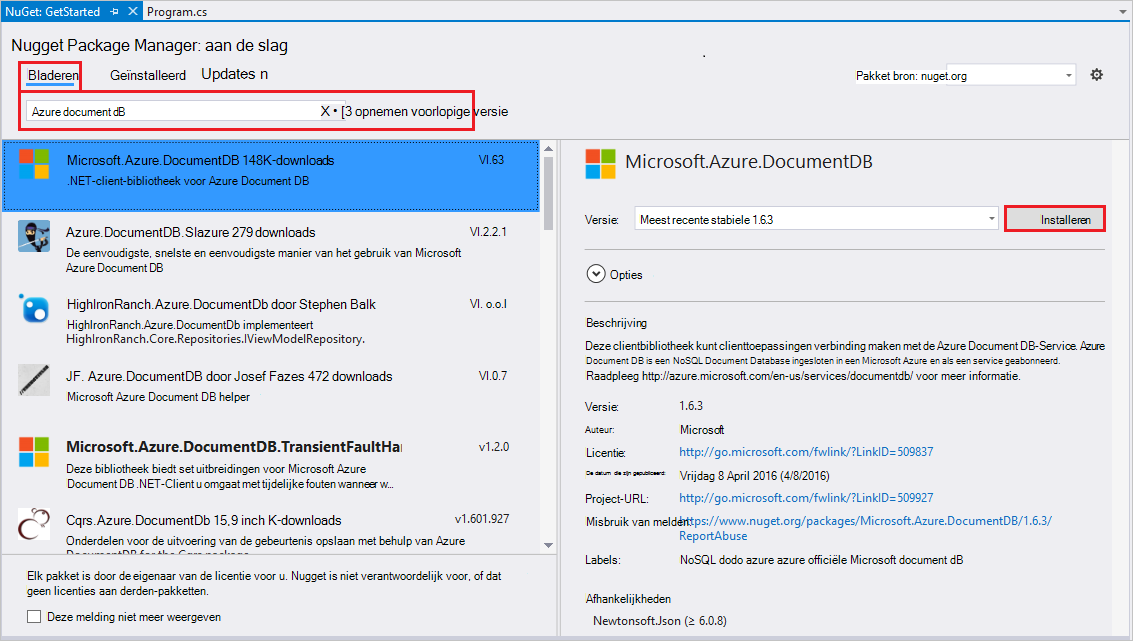 NuGet: GetStarted
Program.cs
Nugget Package Manager: aan de slag
Bladeren
Geïnstalleerd
Updates n
Pakket bron: nuget.org
Azure document dB
X • [3 opnemen voorlopige versie
Microsoft.Azure.DocumentDB 148K-downloads
VI.63
.NET-client-bibliotheek voor Azure Document DB
Azure.DocumentDB.Slazure 279 downloads
VI.2.2.1
De eenvoudigste, snelste en eenvoudigste manier van het gebruik van Microsoft
Azure Document DB
HighIronRanch.Azure.DocumentDb door Stephen Balk
VI. o.o.l
HighIronRanch.Azure.DocumentDb implementeert
HighIronRanch.Core.Repositories.IViewModelRepository.
JF. Azure.DocumentDB door Josef Fazes 472 downloads
VI.0.7
Microsoft Azure Document DB helper
Microsoft.Azure.DocumentDB.TransientFaultHa
v1.2.0
Deze bibliotheek biedt set uitbreidingen voor Microsoft Azure
Document DB .NET-Client u omgaat met tijdelijke fouten wanneer w...
Cqrs.Azure.DocumentDb 15,9 inch K-downloads
v1.601.927
Onderdelen voor de uitvoering van de gebeurtenis opslaan met behulp van Azure
DocumentDB for the Cqrs package
Elk pakket is door de eigenaar van de licentie voor u. Nugget is niet verantwoordelijk voor, of dat
geen licenties aan derden-pakketten.
Deze melding niet meer weergeven
Microsoft.Azure.DocumentDB
Versie:
Meest recente stabiele 1.6.3
Installeren
Opties
Beschrijving
Deze clientbibliotheek kunt clienttoepassingen verbinding maken met de Azure Document DB-Service. Azure
Document DB is een NoSQL Document Database ingesloten in een Microsoft Azure en als een service geabonneerd.
Raadpleeg http://azure.microsoft.com/en-us/services/documentdb/ voor meer informatie.
Versie: 1.6.3
Auteur: Microsoft
Licentie: http://go.microsoft.com/fwlink/?LinkID=509837
De datum die zijn gepubliceerd: Vrijdag 8 April 2016 (4/8/2016)
Project-URL: http://go.microsoft.com/fwlink/?LinkID=509927
Misbruik van melden: https://www.nuget.org/packages/Microsoft.Azure.DocumentDB/1.6.3/
ReportAbuse
Labels: NoSQL dodo azure azure officiële Microsoft document dB
Afhankelijkheden
Newtonsoft.Json (≥ 6.0.8)